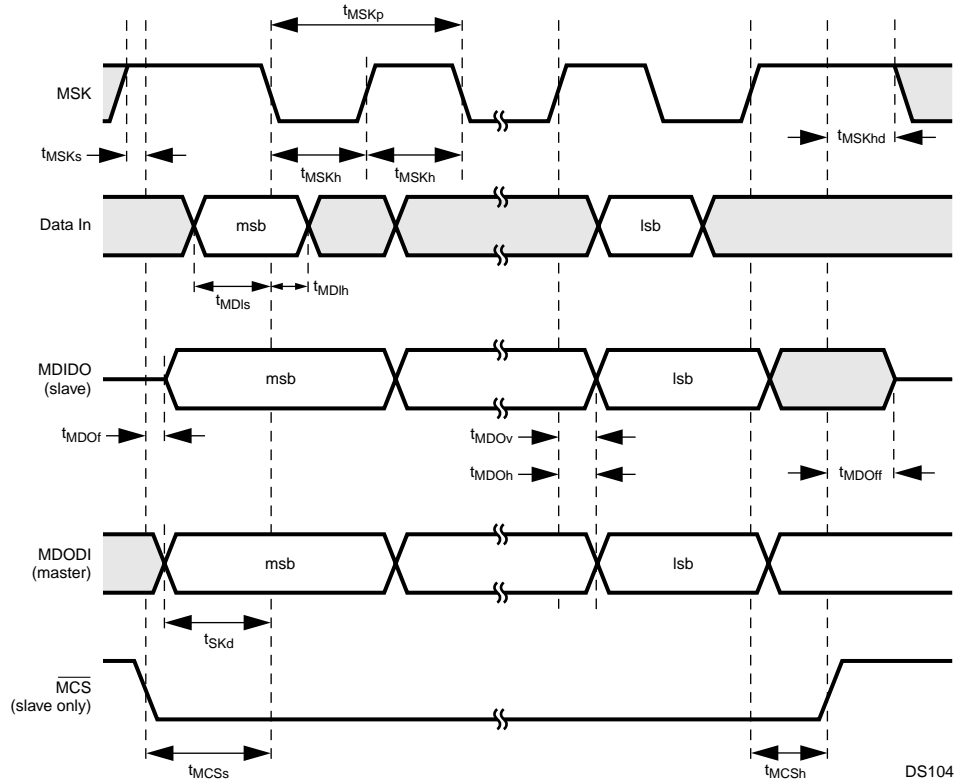 tMSKp
MSK
tMSKs
tMSKh
tMSKh
tMSKhd
Data In
msb
lsb
tMDIs
tMDIh
MDIDO
(slave)
msb
lsb
tMDOf
tMDOv
tMDOh
tMDOff
MDODI
(master)
msb
lsb
tSKd
MCS
(slave only)
tMCSs
tMCSh
DS104